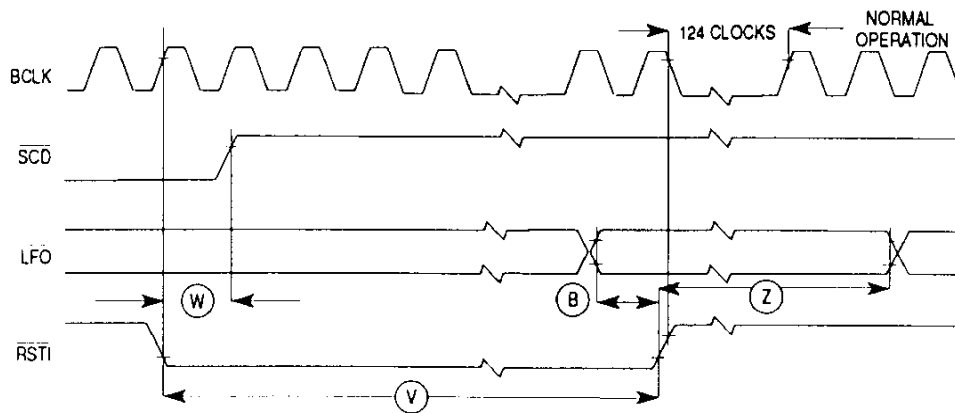 124 CLOCKS
NORMAL
OPERATION
BCLK
SCD
LFO
W
B
Z
RSTI
V